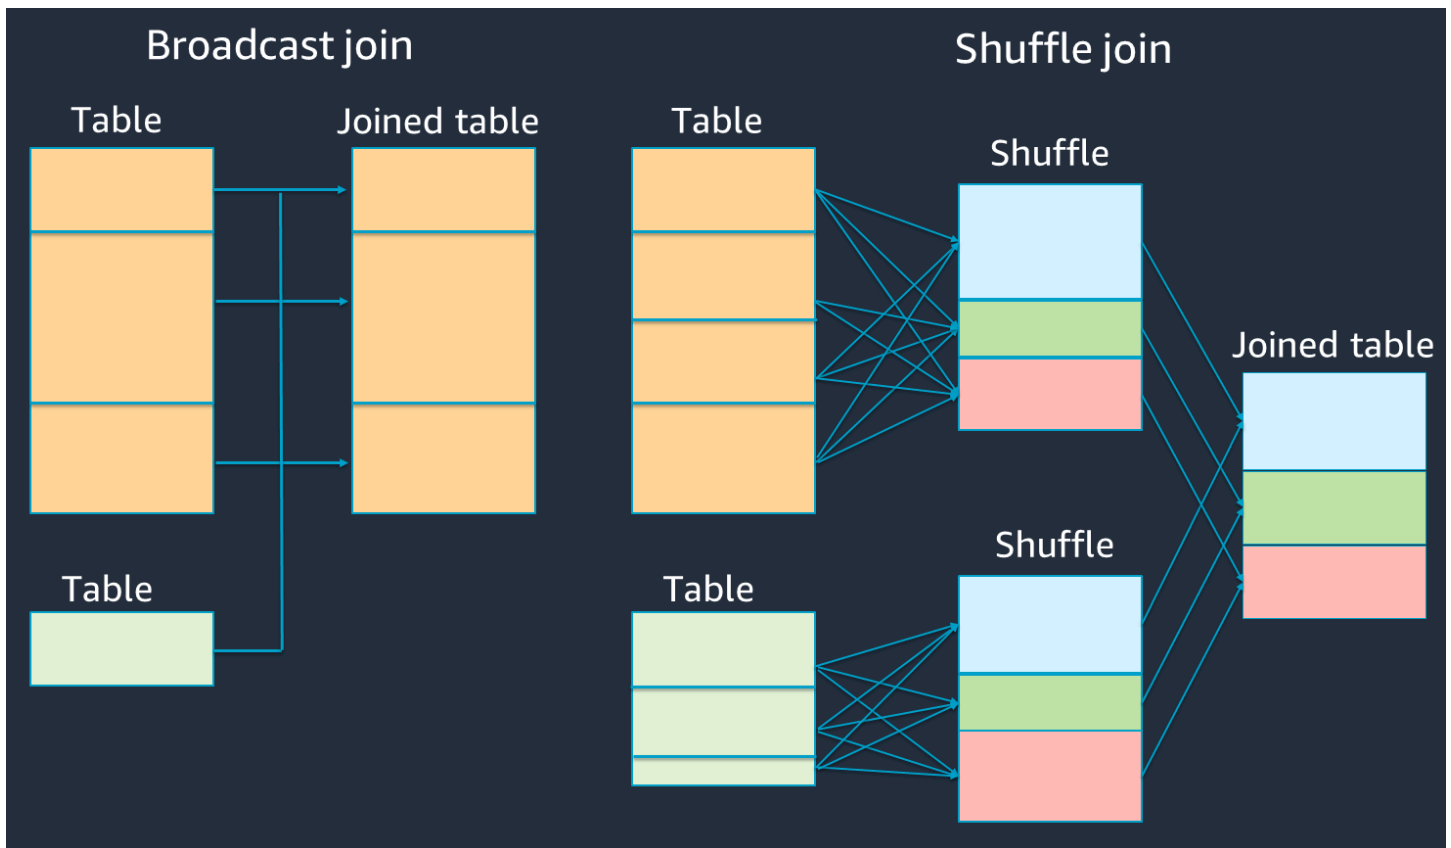 Broadcast join
Table
Joined table
Table
Shuffle join
Table
Shuffle
Joined table
Table
Shuffle